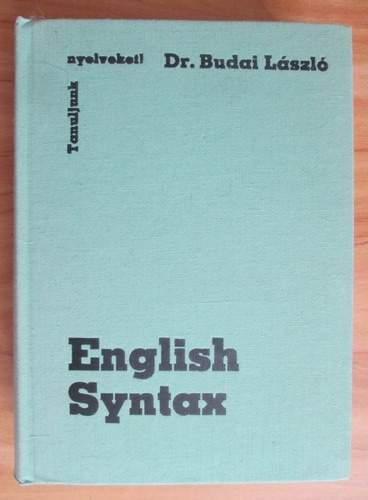 Tanuljunk nyelveket!
Dr. Budai László
English
Syntax